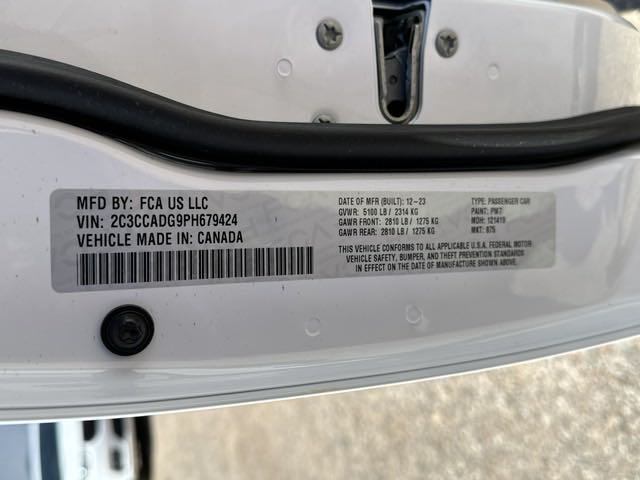 MFD BY: FCA US LLC
VIN: 2C3CCADG9PH679424
VEHICLE MADE IN: CANADA
DATE OF MFR (BUILT): 12-23
GVWR: 5100 LB / 2314 KG
GAWR FRONT: 2810 LB / 1275 KG
GAWR REAR: 2810 LB / 1275 KG
TYPE: PASSENGER CAR
PAINT: PW7
MDH: 121419
MKT: 875
THIS VEHICLE CONFORMS TO ALL APPLICABLE U.S.A. FEDERAL MOTOR
VEHICLE SAFETY, BUMPER, AND THEFT PREVENTION STANDARDS
IN EFFECT ON THE DATE OF MANUFACTURE SHOWN ABOVE.